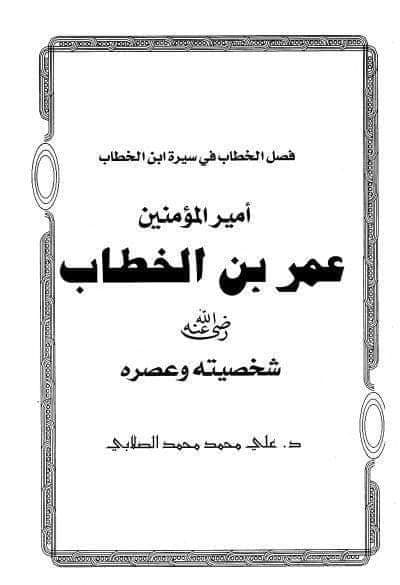 فصل الخطاب في سيرة ابن الخطاب
أمير المؤمنين
عمر بن الخطاب
رضي الله عنه
شخصيته وعصره
د. علي محمد محمد الصلابي